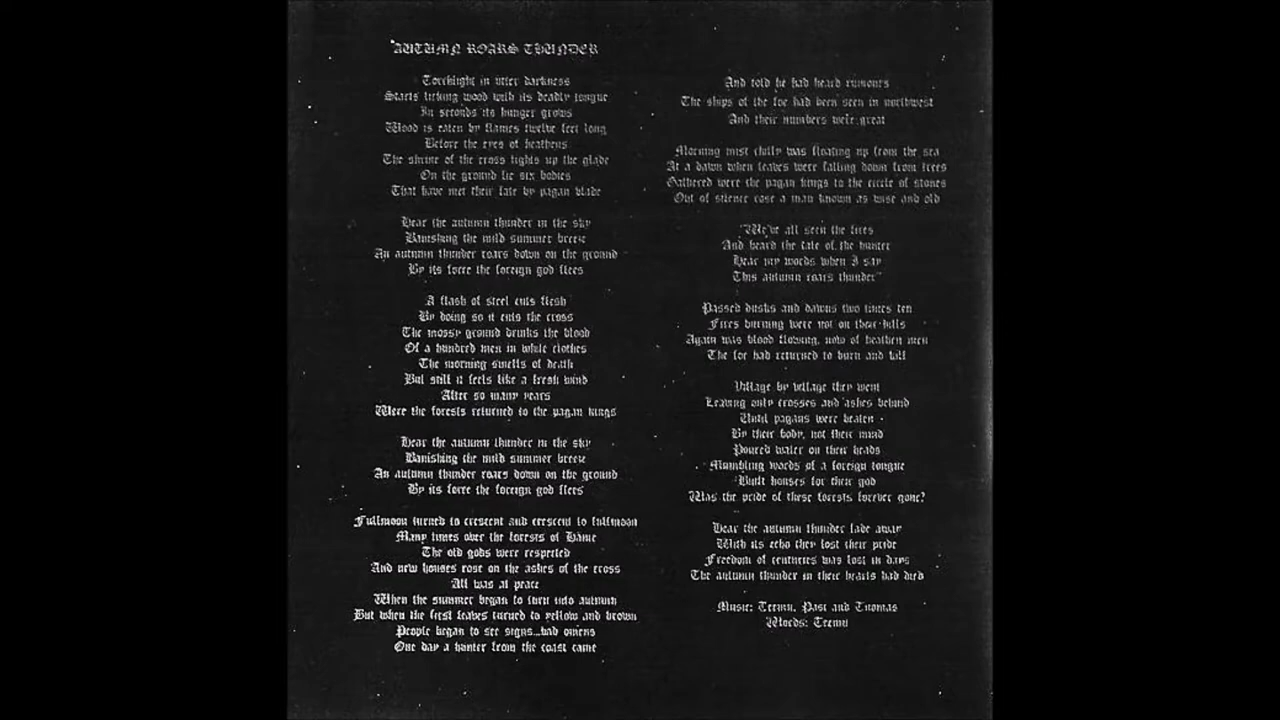 AUTUMN ROARS THUNDER
Torchlight in utter darkness
Starts licking wood with its deadly tongue
In seconds its hunger grows
Wood is eaten by flames twelve feet long
Before the eyes of heathens
The shrine of the cross lights up the glade
On the ground lie six bodies
That have met their fate by pagan blade
Hear the autumn thunder in the sky
Banishing the mild summer breeze
An autumn thunder roars down on the ground
By its force the foreign god flees
A flash of steel cuts flesh
By doing so it cuts the cross
The mossy ground drinks the blood
Of a hundred men in white clothes
The morning smells of death
But still it feels like a fresh wind
After so many years
Were the forests returned to the pagan kings
Hear the autumn thunder in the sky
Banishing the mild summer breeze
An autumn thunder roars down on the ground
By its force the foreign god flees
Fullmoon turned to crescent and crescent to fullmoon
Many times over the forests of Häme
The old gods were respected
And new houses rose on the ashes of the cross
All was at peace
When the summer began to turn into autumn
But when the first leaves turned to yellow and brown
People began to see signs...bad omens
One day a hunter from the coast came
And told he had heard rumours
The ships of the foe had been seen in northwest
And their numbers were great
Morning mist chilly was floating up from the sea
At a dawn when leaves were falling down from trees
Gathered were the pagan kings to the circle of stones
Out of silence rose a man known as wise and old
"We've all seen the fires
And heard the tale of the hunter
Hear my words when I say
This autumn roars thunder"
Passed dusks and dawns two times ten
Fires burning were not on their hills
Again was blood flowing, now of heathen men
The foe had returned to burn and kill
Village by village they went
Leaving only crosses and ashes behind
Until pagans were beaten
By their body, not their mind
Poured water on their heads
Mumbling words of a foreign tongue
Built houses for their god
Was the pride of these forests forever gone?
Hear the autumn thunder fade away
With its echo they lost their pride
Freedom of centuries was lost in days
The autumn thunder in their hearts had died
Music: Teemu, Pasi and Tuomas
Words: Teemu